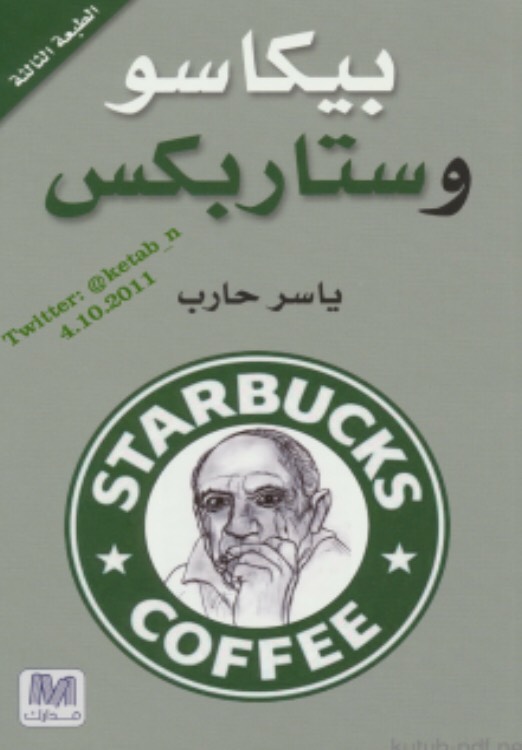 الطبعة الثالثة
بيكاسو
وستاربكس
Twitter: @ketab_n
4.10.2011
ياسر حارب
STARBUCKS
COFFEE
مدارك